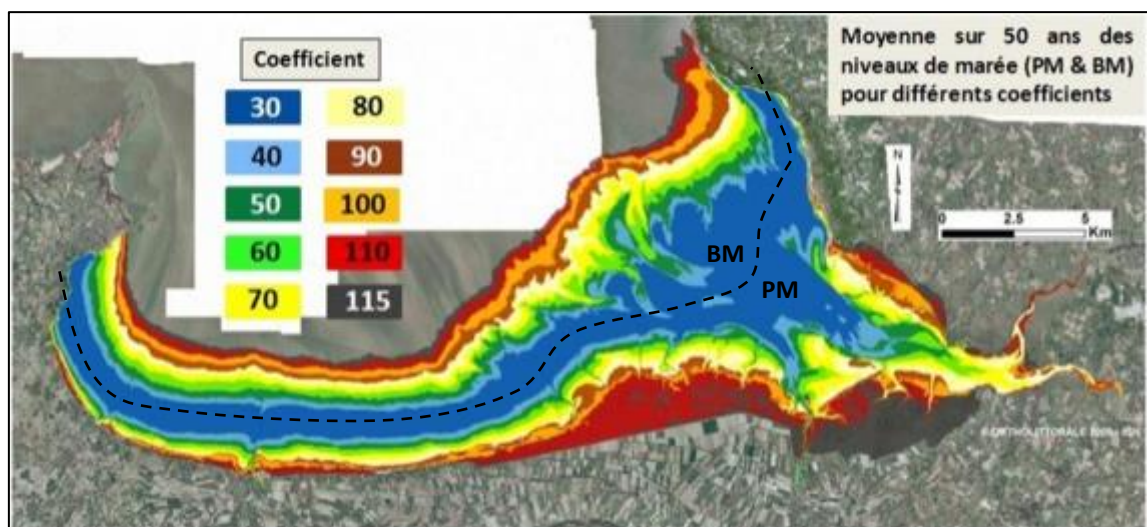 Coefficient
30 80
40 90
50 100
60 110
70 115
Moyenne sur 50 ans des
niveaux de marée (PM & BM)
pour différents coefficients
N
0 2.5 5
Km
BM
PM